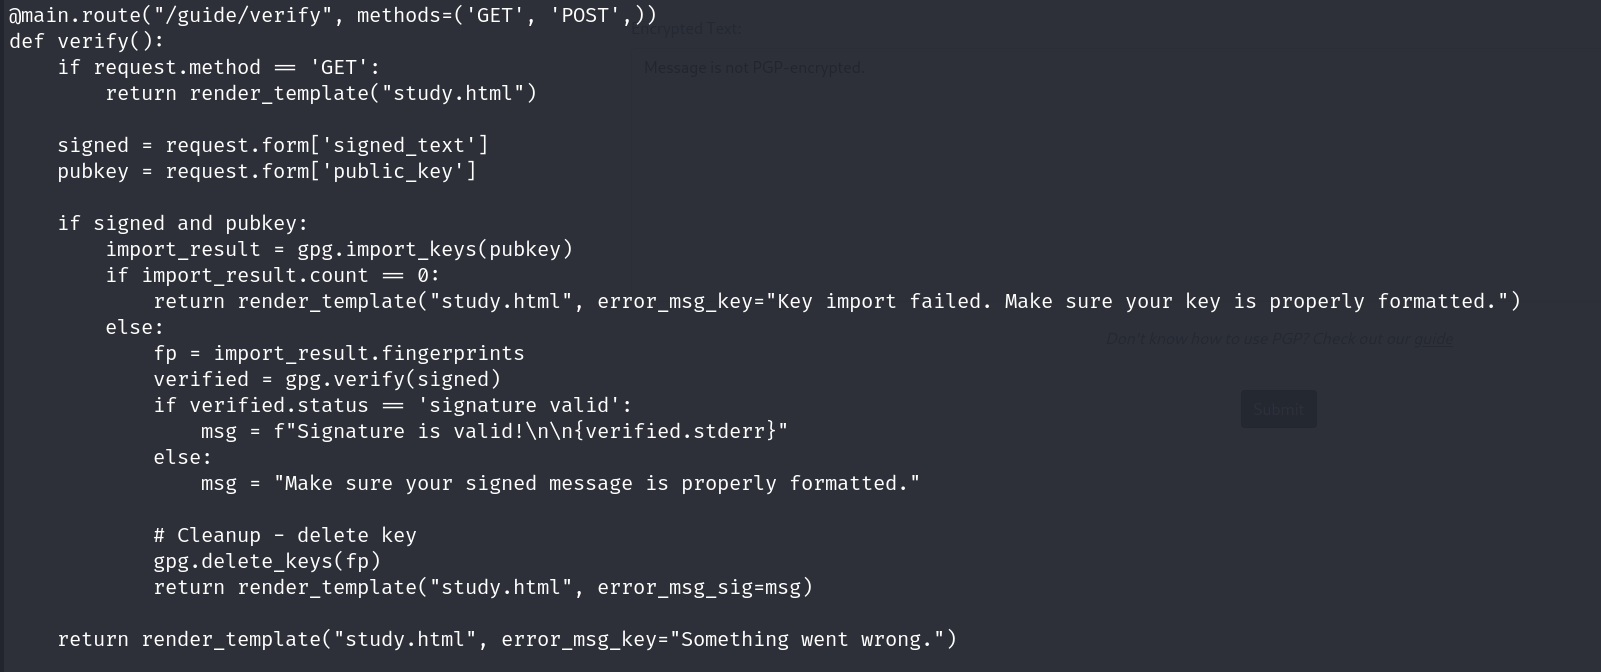 @main.route("/guide/verify", methods=('GET', 'POST',))
def verify():
    if request.method == 'GET':
        return render_template("study.html")

    signed = request.form['signed_text']
    pubkey = request.form['public_key']

    if signed and pubkey:
        import_result = gpg.import_keys(pubkey)
        if import_result.count == 0:
            return render_template("study.html", error_msg_key="Key import failed. Make sure your key is properly formatted.")
        else:
            fp = import_result.fingerprints
            verified = gpg.verify(signed)
            if verified.status == 'signature valid':
                msg = f"Signature is valid!\n\n{verified.stderr}"
            else:
                msg = "Make sure your signed message is properly formatted."

            # Cleanup - delete key
            gpg.delete_keys(fp)
            return render_template("study.html", error_msg_sig=msg)

    return render_template("study.html", error_msg_key="Something went wrong.")
Encrypted Text:
Message is not PGP-encrypted.
Don't know how to use PGP? Check out our guide
Submit